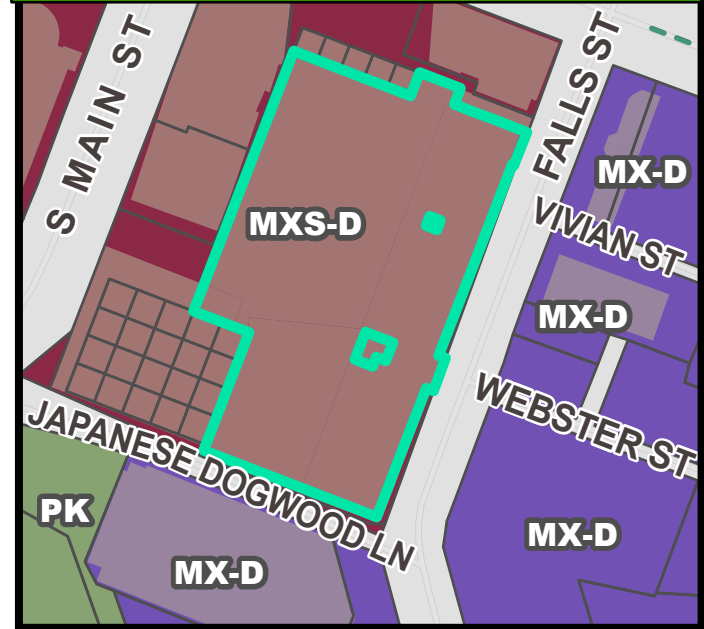 S MAIN ST
FALLS ST
MX-D
MXS-D
VIVIAN ST
MX-D
WEBSTER ST
JAPANESE DOGWOOD LN
PK
MX-D
MX-D